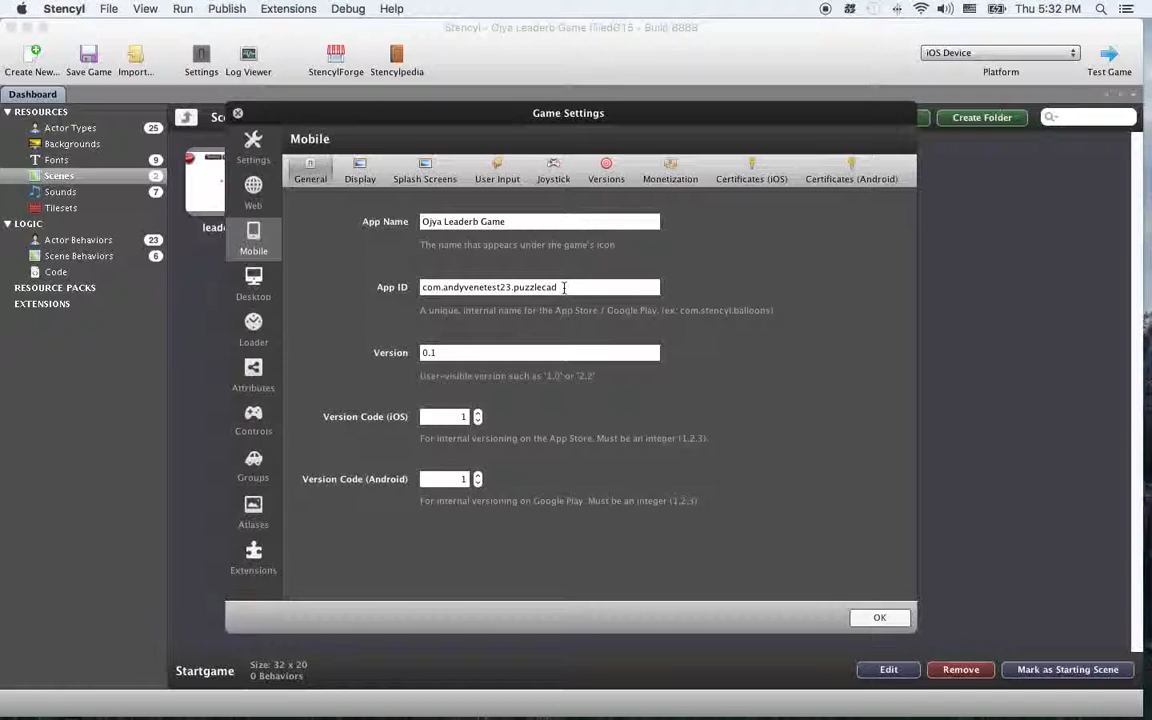 Stencyl File Edit View Run Publish Extensions Debug Help Thu 5:32 PM
Build 8888
Create New... Save Game Import... Settings Log Viewer StencylForge Stencylpedia
iOS Device
Platform
Test Game
Dashboard
RESOURCES
Actor Types 25
Backgrounds
Fonts 9
Scenes 2
Sounds 7
Tilesets
LOGIC
Actor Behaviors 23
Scene Behaviors 6
Code
RESOURCE PACKS
EXTENSIONS
Create Folder
Game Settings
Mobile
Settings
Web
Mobile
Desktop
Loader
Attributes
Controls
Groups
Atlases
Extensions
General Display Splash Screens User Input Joystick Versions Monetization Certificates (iOS) Certificates (Android)
App Name Ojya Leaderb Game
The name that appears under the game's icon
App ID com.andyvenetest23.puzzlecad
A unique, internal name for the App Store / Google Play. (ex: com.stencyl.balloons)
Version 0.1
User-visible version such as "1.0" or "2.2"
Version Code (iOS) 1
For internal versioning on the App Store. Must be an integer (1,2,3).
Version Code (Android) 1
For internal versioning on Google Play. Must be an integer (1,2,3)
OK
Startgame
Size: 32 x 20
0 Behaviors
Edit Remove Mark as Starting Scene